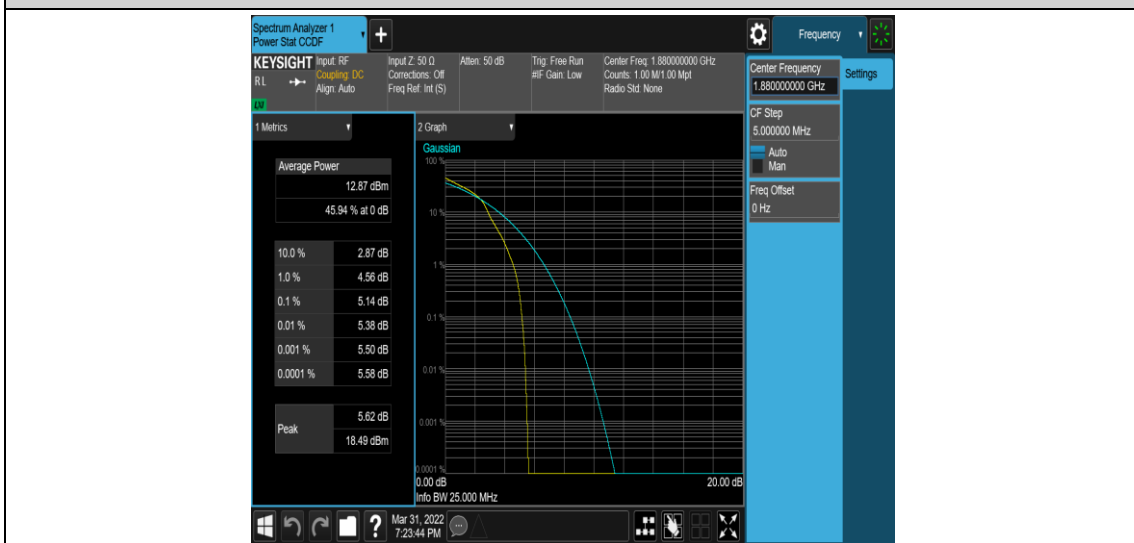 Spectrum Analyzer 1
Power Stat CCDF
+
Frequency
KEYSIGHT
RL
LXI
Input: RF
Coupling: DC
Align: Auto
Input Z: 50 Ω
Corrections: Off
Freq Ref: Int (S)
Atten: 50 dB
Trig: Free Run
#IF Gain: Low
Center Freq: 1.880000000 GHz
Counts: 1.00 M/1.00 Mpt
Radio Std: None
Center Frequency
1.880000000 GHz
Settings
CF Step
5.000000 MHz
Auto
Man
Freq Offset
0 Hz
1 Metrics
Average Power
12.87 dBm
45.94 % at 0 dB
10.0 % 2.87 dB
1.0 % 4.56 dB
0.1 % 5.14 dB
0.01 % 5.38 dB
0.001 % 5.50 dB
0.0001 % 5.58 dB
Peak
5.62 dB
18.49 dBm
2 Graph
Gaussian
100 %
10 %
1 %
0.1 %
0.01 %
0.001 %
0.0001 %
0.00 dB 20.00 dB
Info BW 25.000 MHz
?
Mar 31, 2022
7:23:44 PM